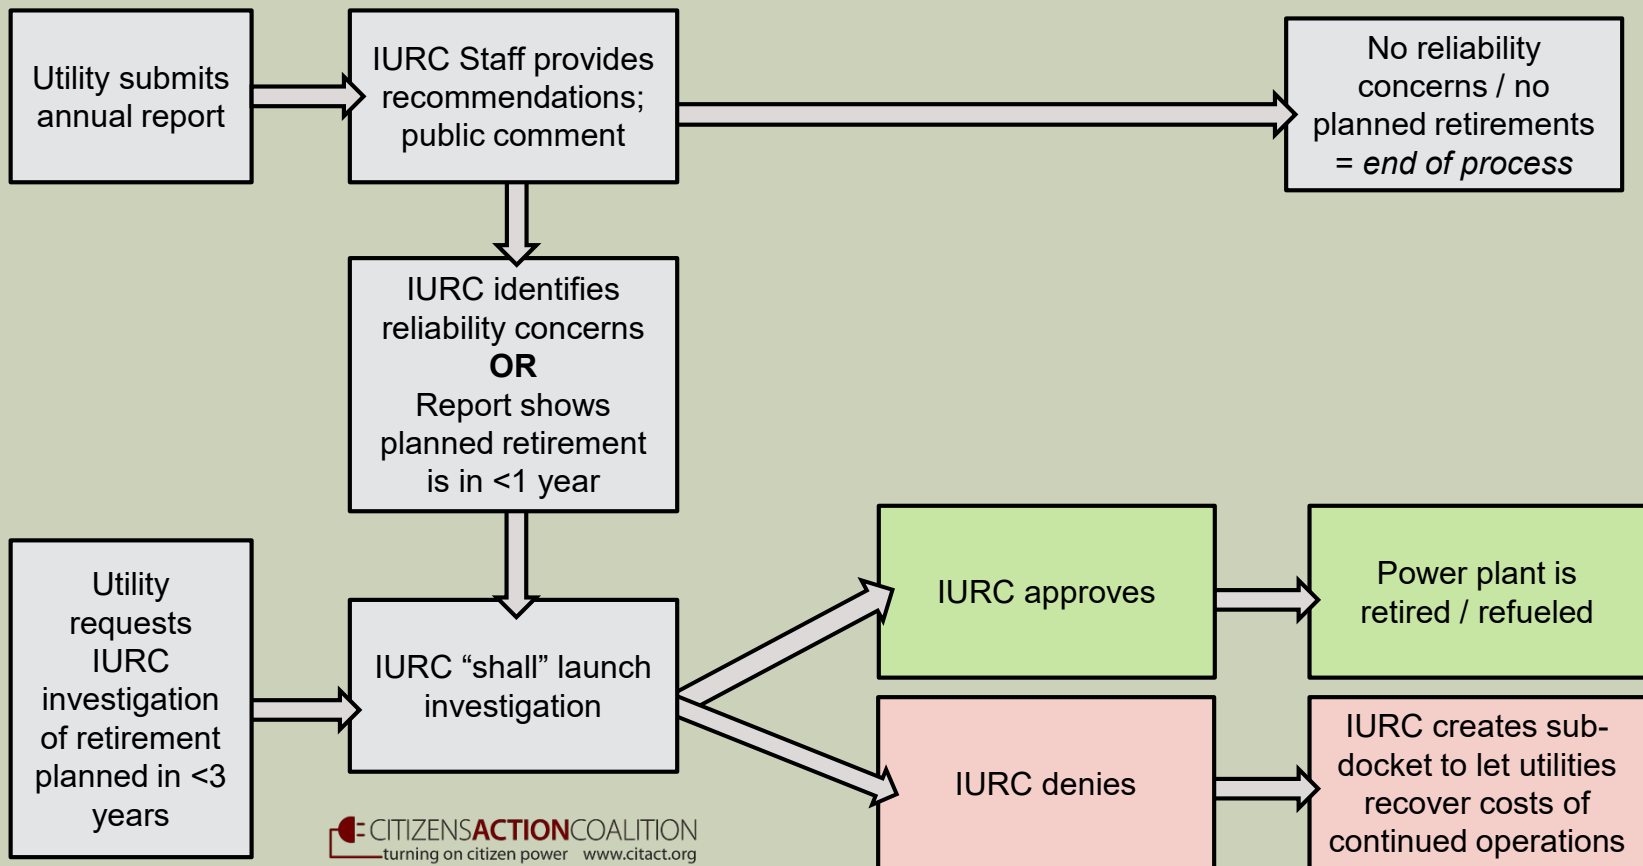 Utility submits
annual report
IURC Staff provides
recommendations;
public comment
No reliability
concerns / no
planned retirements
= end of process
IURC identifies
reliability concerns
OR
Report shows
planned retirement
is in <1 year
Utility
requests
IURC
investigation
of retirement
planned in <3
years
IURC “shall” launch
investigation
IURC approves
Power plant is
retired / refueled
IURC denies
IURC creates sub-
docket to let utilities
recover costs of
continued operations
CITIZENSACTIONCOALITION
turning on citizen power www.citact.org